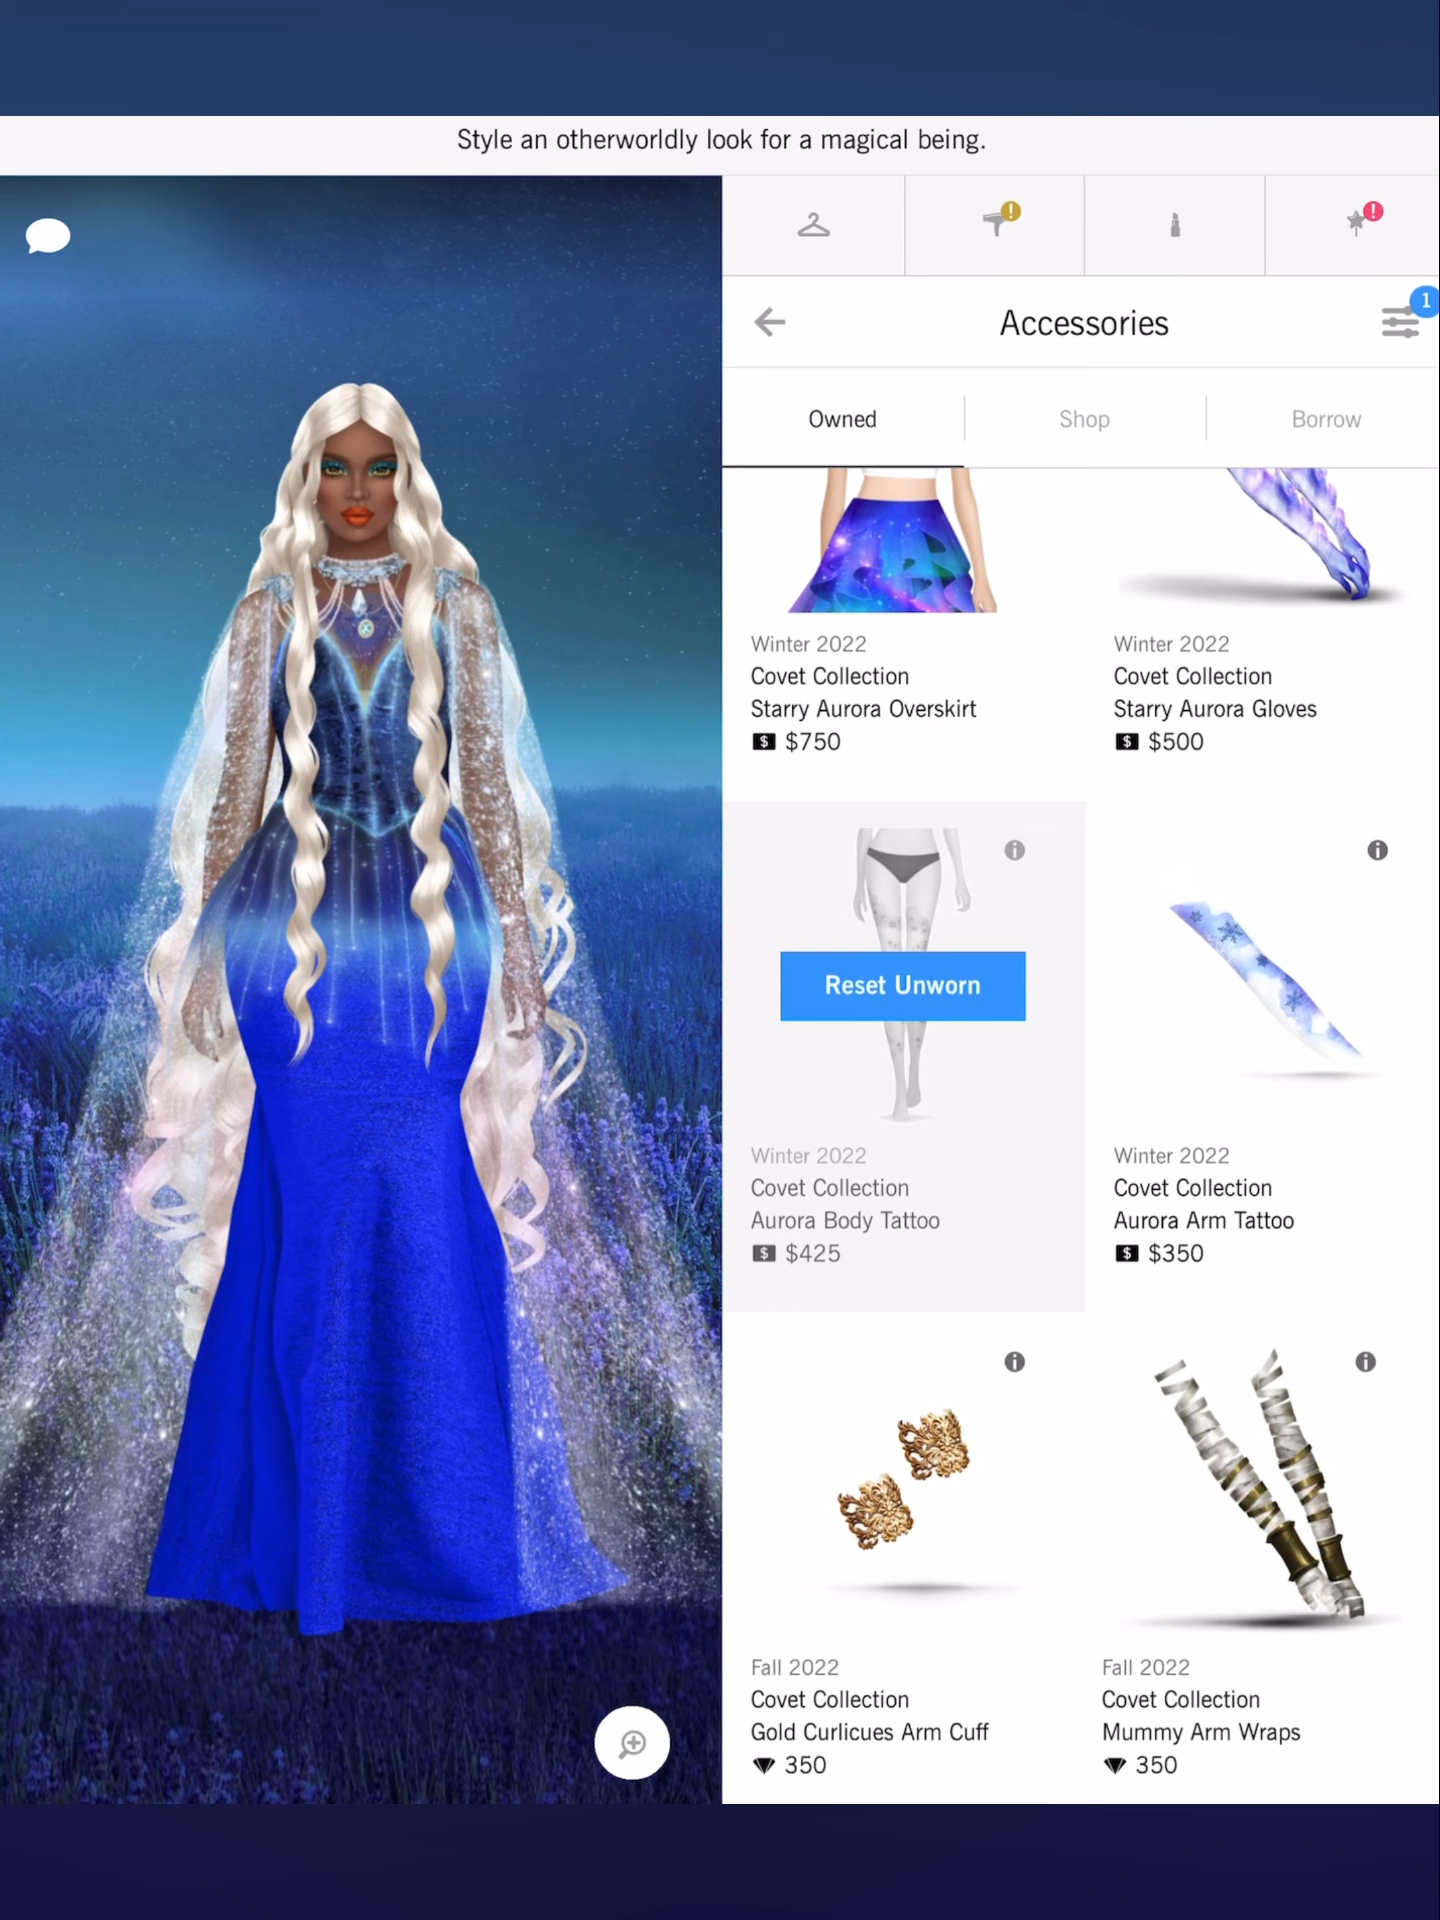 Style an otherworldly look for a magical being.
1
Accessories
Owned
Shop
Borrow
Winter 2022
Covet Collection
Starry Aurora Overskirt
$750
Winter 2022
Covet Collection
Starry Aurora Gloves
$500
Reset Unworn
Winter 2022
Covet Collection
Aurora Body Tattoo
$425
Winter 2022
Covet Collection
Aurora Arm Tattoo
$350
Fall 2022
Covet Collection
Gold Curlicues Arm Cuff
350
Fall 2022
Covet Collection
Mummy Arm Wraps
350